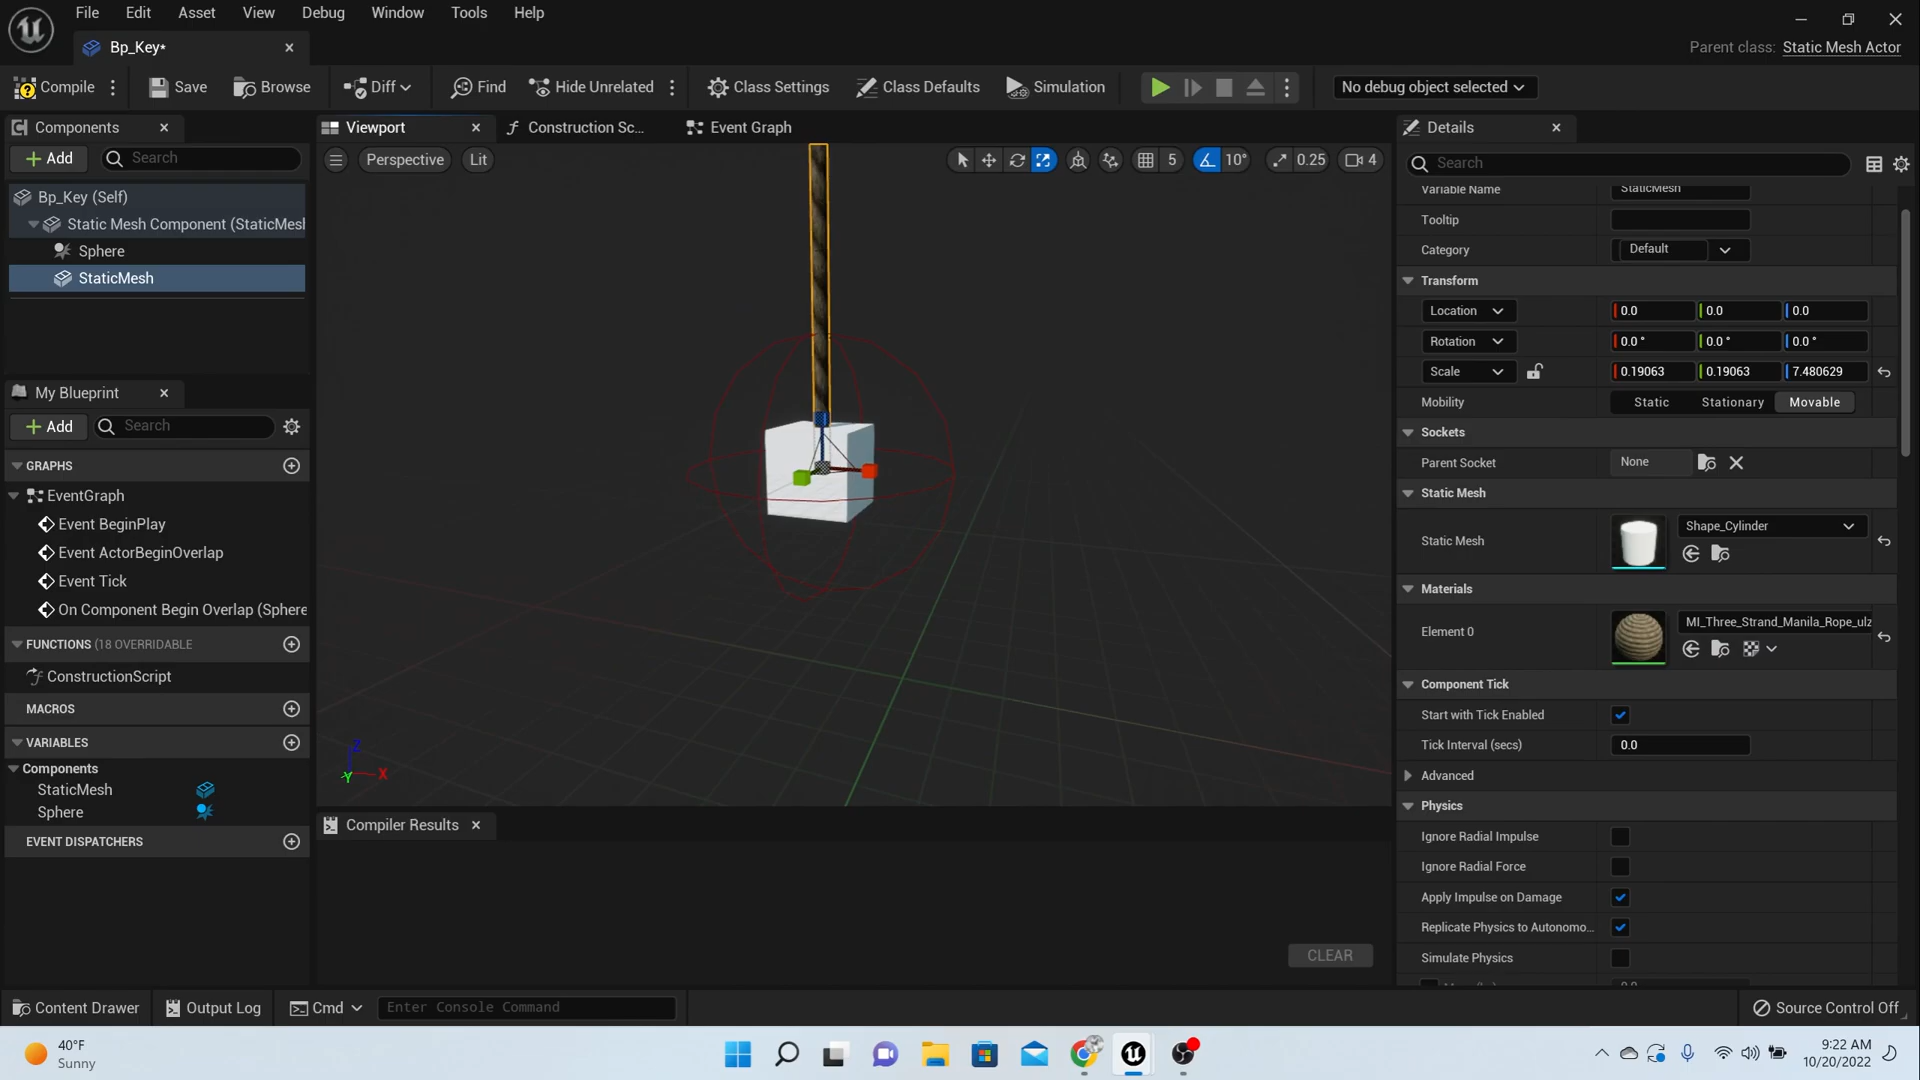 File Edit Asset View Debug Window Tools Help
Bp_Key*
Parent class: Static Mesh Actor
Compile Save Browse Diff Find Hide Unrelated Class Settings Class Defaults Simulation No debug object selected
Components
Add Search
Bp_Key (Self)
Static Mesh Component (StaticMesl
Sphere
StaticMesh
My Blueprint
Add Search
GRAPHS
EventGraph
Event BeginPlay
Event ActorBeginOverlap
Event Tick
On Component Begin Overlap (Sphere
FUNCTIONS (18 OVERRIDABLE
ConstructionScript
MACROS
VARIABLES
Components
StaticMesh
Sphere
EVENT DISPATCHERS
Viewport Construction Sc... Event Graph
Perspective Lit 5 10° 0.25 4
Z
Y X
Compiler Results
CLEAR
Details
Search
Variable Name StaticMesh
Tooltip
Category Default
Transform
Location 0.0 0.0 0.0
Rotation 0.0 ° 0.0 ° 0.0 °
Scale 0.19063 0.19063 7.480629
Mobility Static Stationary Movable
Sockets
Parent Socket None
Static Mesh
Static Mesh Shape_Cylinder
Materials
Element 0 MI_Three_Strand_Manila_Rope_ulz
Component Tick
Start with Tick Enabled
Tick Interval (secs) 0.0
Advanced
Physics
Ignore Radial Impulse
Ignore Radial Force
Apply Impulse on Damage
Replicate Physics to Autonomo...
Simulate Physics
Content Drawer Output Log Cmd Enter Console Command Source Control Off
40°F
Sunny
9:22 AM
10/20/2022